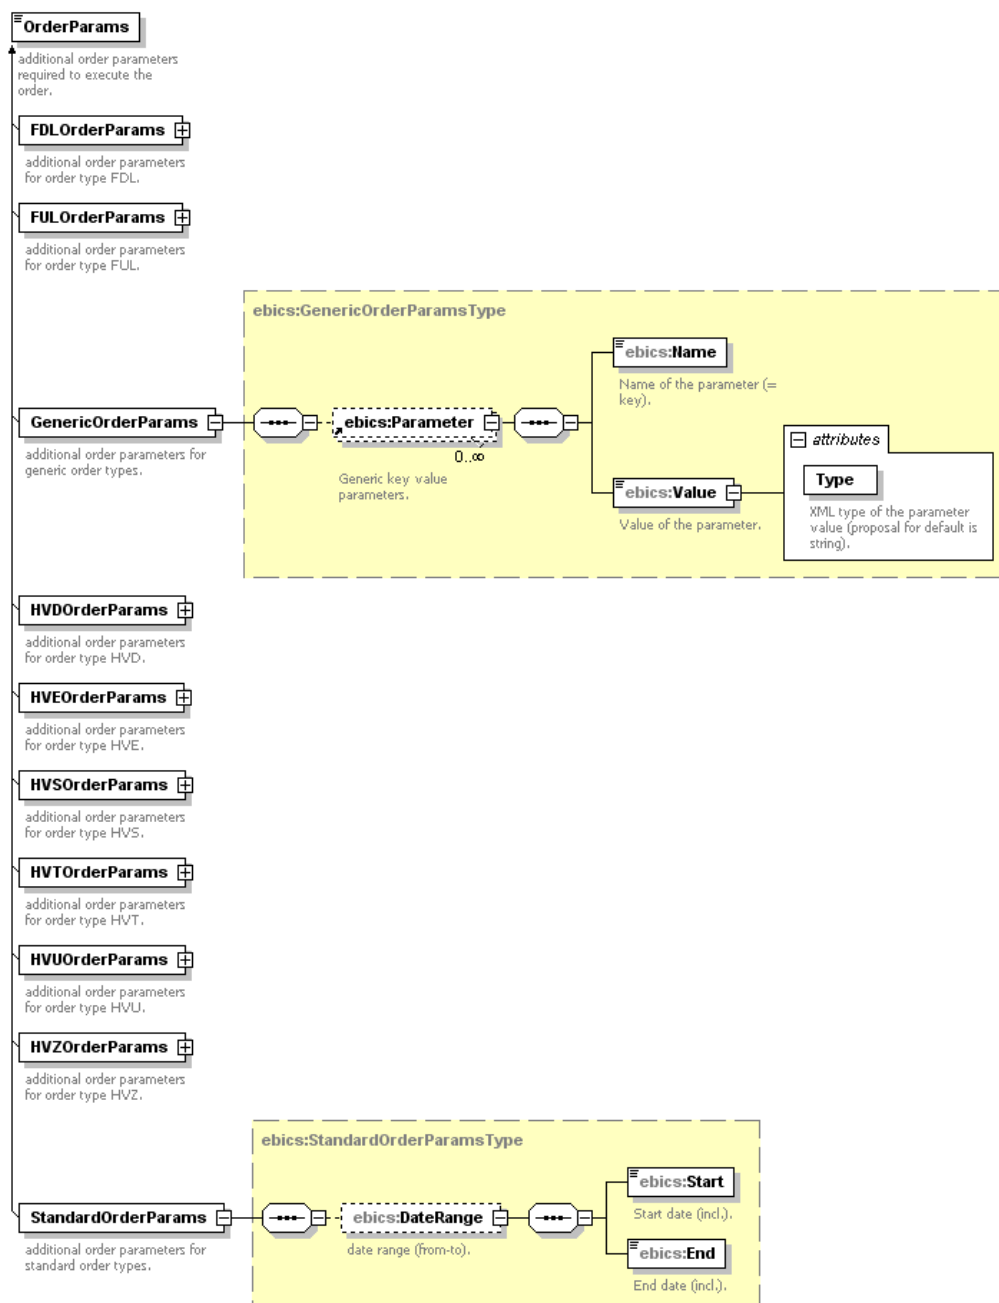 OrderParams
additional order parameters
required to execute the
order.
FDLOrderParams
additional order parameters
for order type FDL.
FULOrderParams
additional order parameters
for order type FUL.
ebics:GenericOrderParamsType
ebics:Name
Name of the parameter (=
key).
GenericOrderParams
additional order parameters for
generic order types.
ebics:Parameter
0..∞
Generic key value
parameters.
ebics:Value
Value of the parameter.
attributes
Type
XML type of the parameter
value (proposal for default is
string).
HVDOrderParams
additional order parameters
for order type HVD.
HVEOrderParams
additional order parameters
for order type HVE.
HVSOrderParams
additional order parameters
for order type HVS.
HVTOrderParams
additional order parameters
for order type HVT.
HVUOrderParams
additional order parameters
for order type HVU.
HVZOrderParams
additional order parameters
for order type HVZ.
ebics:StandardOrderParamsType
StandardOrderParams
additional order parameters for
standard order types.
ebics:DateRange
date range (from-to).
ebics:Start
Start date (incl.).
ebics:End
End date (incl.).